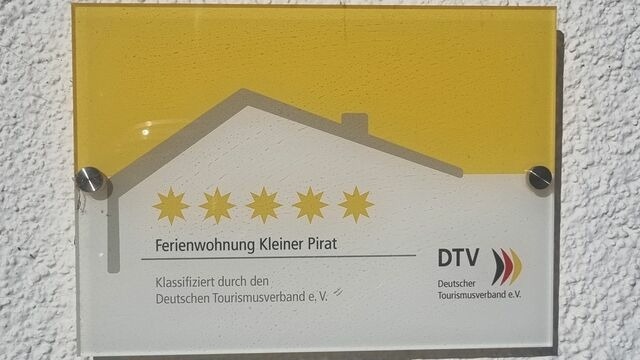 Ferienwohnung Kleiner Pirat
Klassifiziert durch den
Deutschen Tourismusverband e. V.
DTV
Deutscher
Tourismusverband e.V.